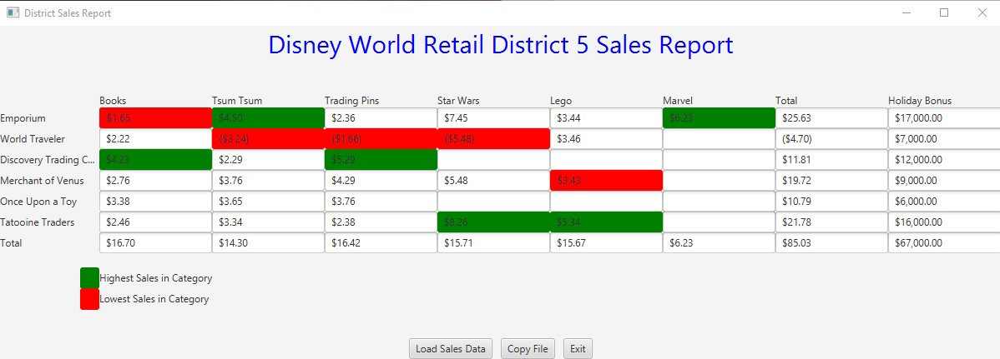 District Sales Report
Disney World Retail District 5 Sales Report
Books Tsum Tsum Trading Pins Star Wars Lego Marvel Total Holiday Bonus
Emporium $1.65 $4.50 $2.36 $7.45 $3.44 $6.23 $25.63 $17,000.00
World Traveler $2.22 ($3.24) ($1.66) ($5.48) $3.46 ($4.70) $7,000.00
Discovery Trading C... $4.23 $2.29 $5.29 $11.81 $12,000.00
Merchant of Venus $2.76 $3.76 $4.29 $5.48 $3.43 $19.72 $9,000.00
Once Upon a Toy $3.38 $3.65 $3.76 $10.79 $6,000.00
Tatooine Traders $2.46 $3.34 $2.38 $8.26 $5.34 $21.78 $16,000.00
Total $16.70 $14.30 $16.42 $15.71 $15.67 $6.23 $85.03 $67,000.00
Highest Sales in Category
Lowest Sales in Category
Load Sales Data Copy File Exit